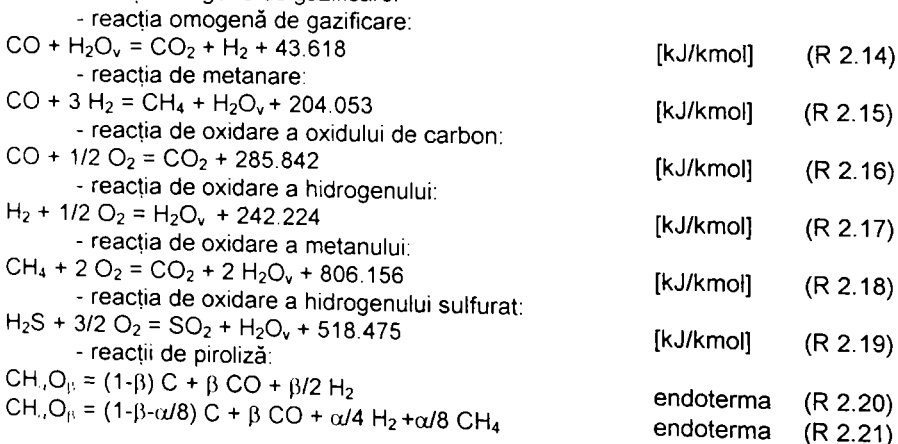 - reacția omogenă de gazificare:
CO + H₂Oᵥ = CO₂ + H₂ + 43.618 [kJ/kmol] (R 2.14)
- reacția de metanare:
CO + 3 H₂ = CH₄ + H₂Oᵥ + 204.053 [kJ/kmol] (R 2.15)
- reacția de oxidare a oxidului de carbon:
CO + 1/2 O₂ = CO₂ + 285.842 [kJ/kmol] (R 2.16)
- reacția de oxidare a hidrogenului:
H₂ + 1/2 O₂ = H₂Oᵥ + 242.224 [kJ/kmol] (R 2.17)
- reacția de oxidare a metanului:
CH₄ + 2 O₂ = CO₂ + 2 H₂Oᵥ + 806.156 [kJ/kmol] (R 2.18)
- reacția de oxidare a hidrogenului sulfurat:
H₂S + 3/2 O₂ = SO₂ + H₂Oᵥ + 518.475 [kJ/kmol] (R 2.19)
- reacții de piroliză:
= (1-β) C + β CO + β/2 H₂ endoterma (R 2.20)
= (1-β-α/8) C + β CO + α/4 H₂ +α/8 CH₄ endoterma (R 2.21)